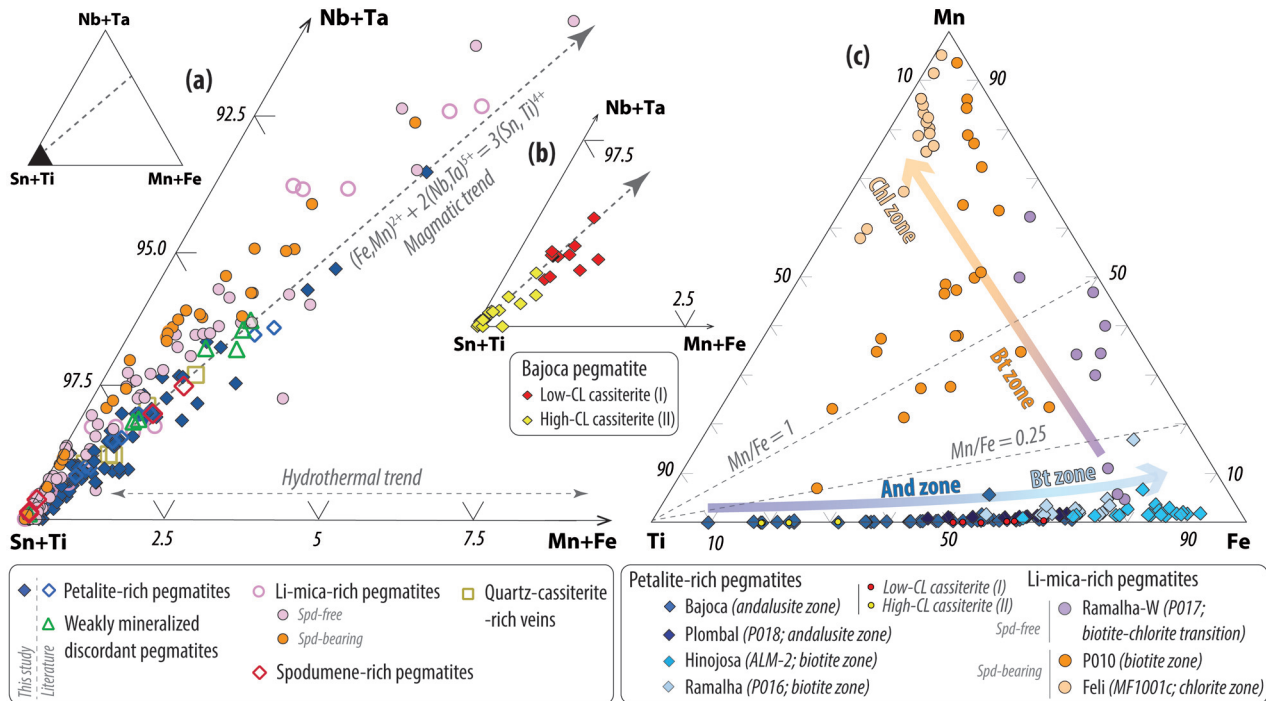 Nb+Ta
Sn+Ti
Mn+Fe
(a)
Nb+Ta
92.5
95.0
97.5
(Fe,Mn)²⁺ + 2(Nb,Ta)⁵⁺ = 3(Sn, Ti)⁴⁺
Magmatic trend
Hydrothermal trend
Sn+Ti
2.5
5
7.5
Mn+Fe
(b)
Nb+Ta
97.5
Sn+Ti
2.5
Mn+Fe
Bajoca pegmatite
Low-CL cassiterite (I)
High-CL cassiterite (II)
(c)
Mn
10
90
Chl zone
50
50
Bt zone
Mn/Fe = 1
Mn/Fe = 0.25
90
And zone
Bt zone
10
Ti
10
50
90
Fe
This study
Literature
Petalite-rich pegmatites
Weakly mineralized
discordant pegmatites
Li-mica-rich pegmatites
Spd-free
Spd-bearing
Spodumene-rich pegmatites
Quartz-cassiterite
-rich veins
Petalite-rich pegmatites
Bajoca (andalusite zone)
Plombal (P018; andalusite zone)
Hinojosa (ALM-2; biotite zone)
Ramalha (P016; biotite zone)
Low-CL cassiterite (I)
High-CL cassiterite (II)
Li-mica-rich pegmatites
Spd-free
Ramalha-W (P017;
biotite-chlorite transition)
Spd-bearing
P010 (biotite zone)
Feli (MF1001c; chlorite zone)